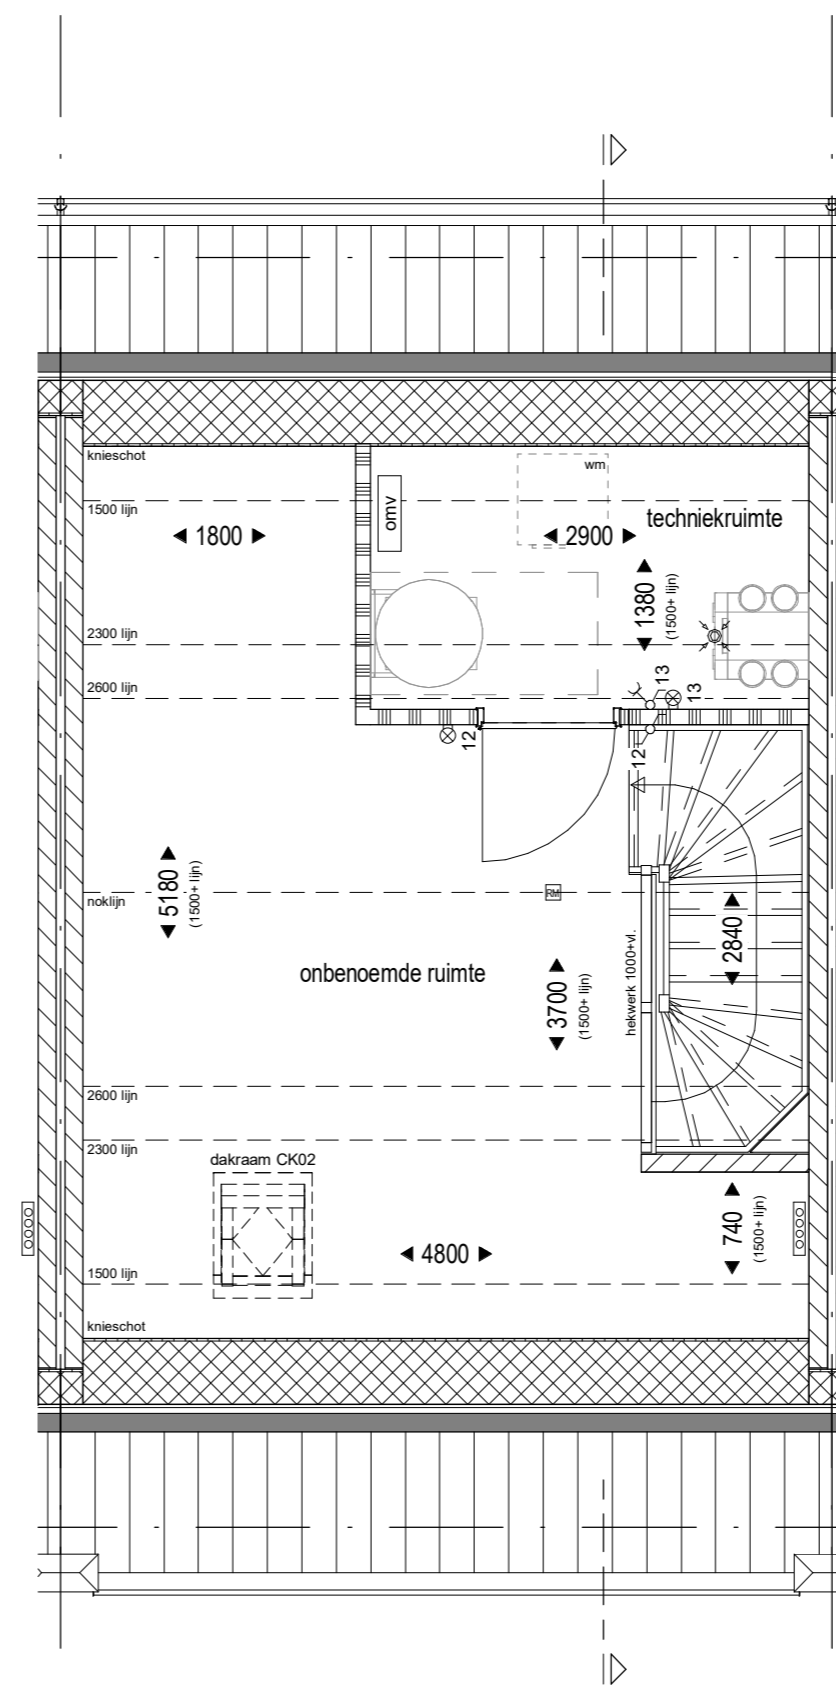 knieschot
wm
1500 lijn
omv
techniekruimte
1800
2900
1380
(1500+ lijn)
2300 lijn
2600 lijn
13
13
12
12
5180
(1500+ lijn)
noklijn
RM
2840
onbenoemde ruimte
hekwerk 1000+vl.
3700
(1500+ lijn)
2600 lijn
2300 lijn
dakraam CK02
740
(1500+ lijn)
4800
1500 lijn
knieschot